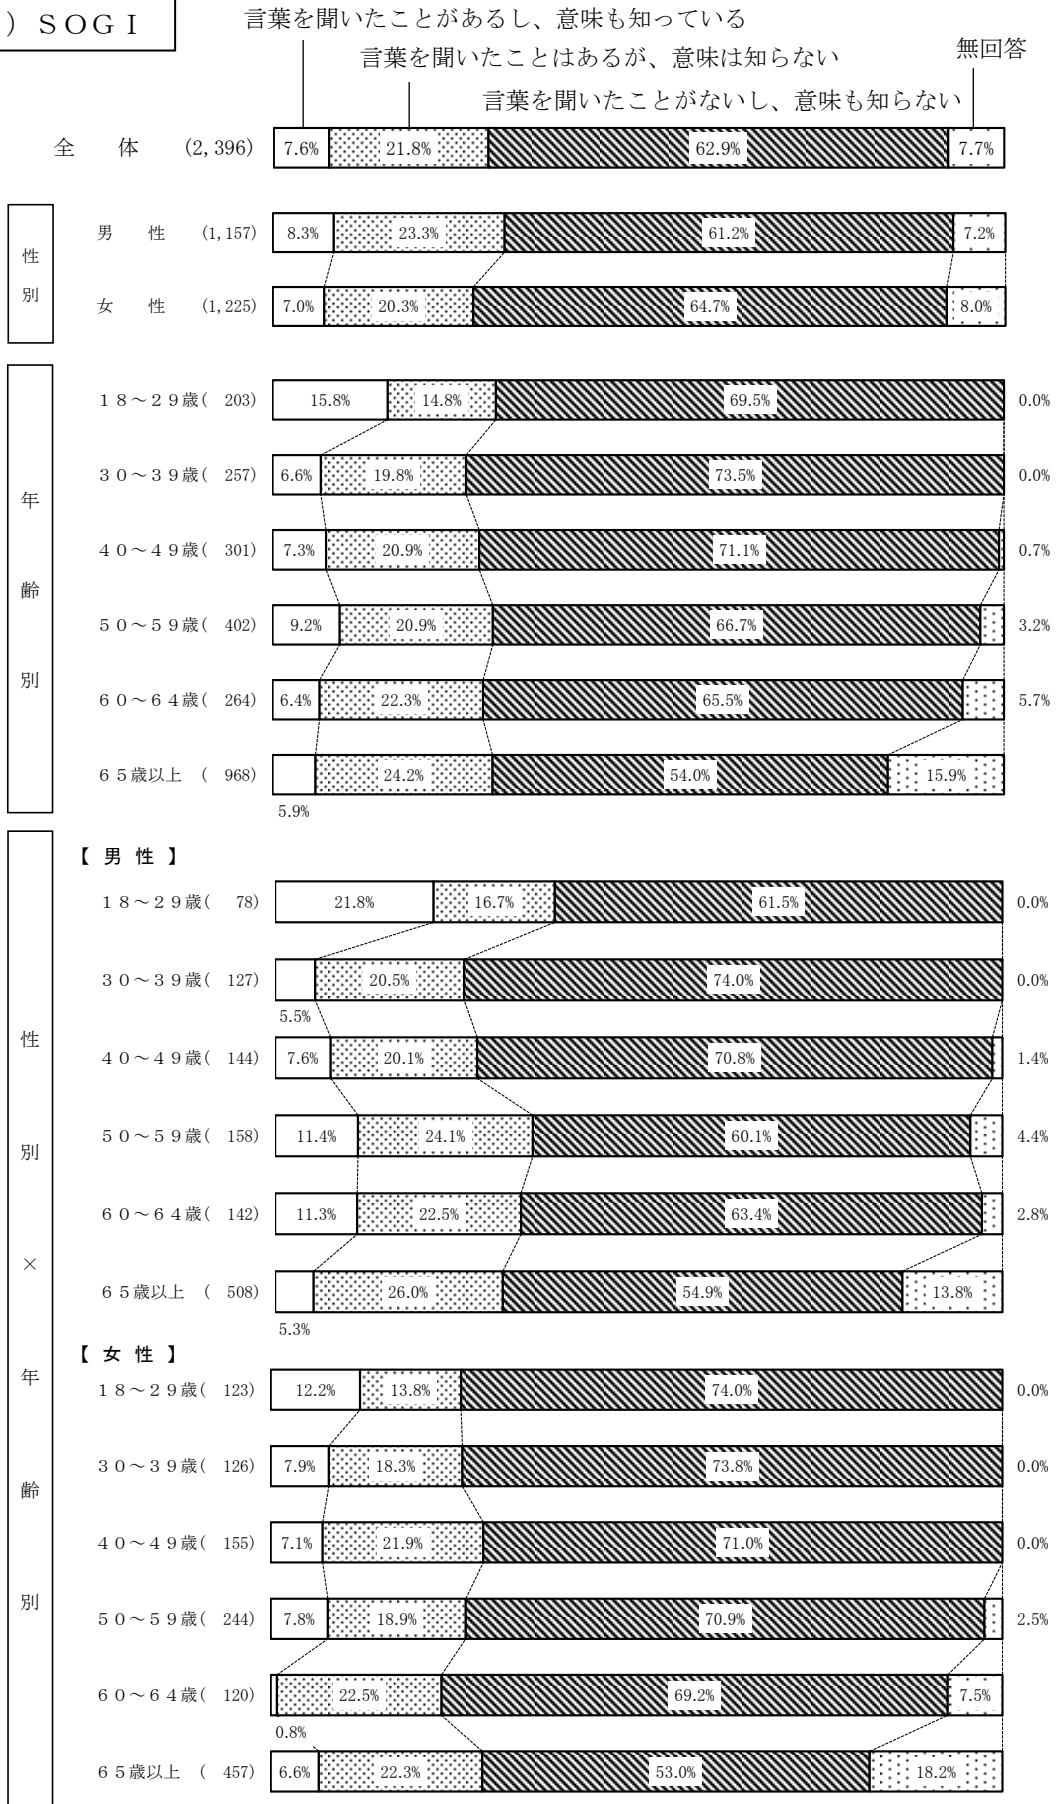 ）ＳＯＧＩ
言葉を聞いたことがあるし、意味も知っている
言葉を聞いたことはあるが、意味は知らない
無回答
言葉を聞いたことがないし、意味も知らない
全　体　(2,396) 7.6% 21.8% 62.9% 7.7%
性別
男　性　(1,157) 8.3% 23.3% 61.2% 7.2%
女　性　(1,225) 7.0% 20.3% 64.7% 8.0%
年齢別
１８～２９歳(　203) 15.8% 14.8% 69.5% 0.0%
３０～３９歳(　257) 6.6% 19.8% 73.5% 0.0%
４０～４９歳(　301) 7.3% 20.9% 71.1% 0.7%
５０～５９歳(　402) 9.2% 20.9% 66.7% 3.2%
６０～６４歳(　264) 6.4% 22.3% 65.5% 5.7%
６５歳以上　(　968) 24.2% 54.0% 15.9%
5.9%
性別×年齢別
【男性】
１８～２９歳(　78) 21.8% 16.7% 61.5% 0.0%
３０～３９歳(　127) 20.5% 74.0% 0.0%
5.5%
４０～４９歳(　144) 7.6% 20.1% 70.8% 1.4%
５０～５９歳(　158) 11.4% 24.1% 60.1% 4.4%
６０～６４歳(　142) 11.3% 22.5% 63.4% 2.8%
６５歳以上　(　508) 26.0% 54.9% 13.8%
5.3%
【女性】
１８～２９歳(　123) 12.2% 13.8% 74.0% 0.0%
３０～３９歳(　126) 7.9% 18.3% 73.8% 0.0%
４０～４９歳(　155) 7.1% 21.9% 71.0% 0.0%
５０～５９歳(　244) 7.8% 18.9% 70.9% 2.5%
６０～６４歳(　120) 22.5% 69.2% 7.5%
0.8%
６５歳以上　(　457) 6.6% 22.3% 53.0% 18.2%